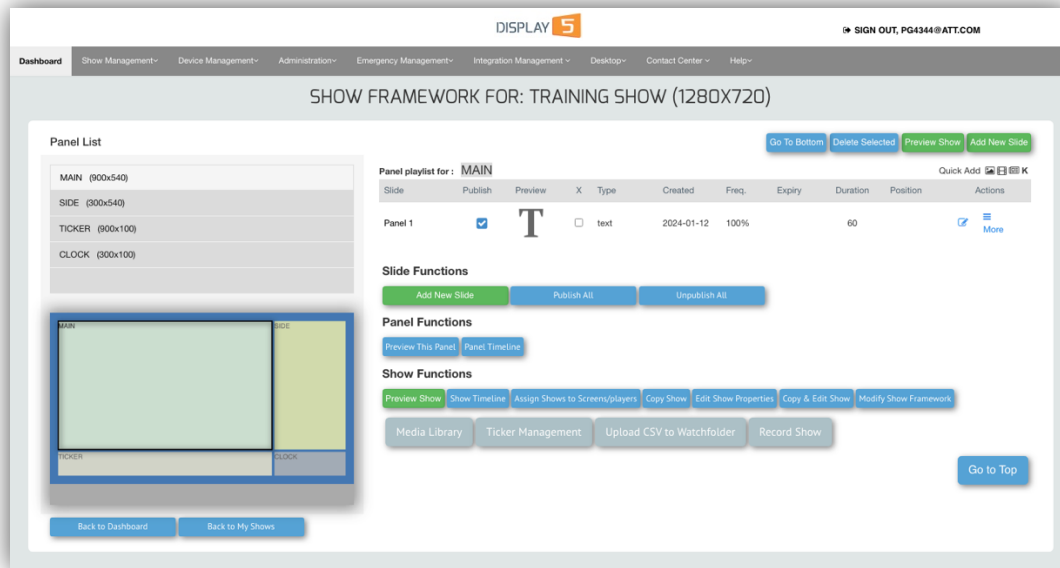 DISPLAY 5
SIGN OUT, PG4344@ATT.COM
Dashboard Show Management Device Management Administration Emergency Management Integration Management Desktop Contact Center Help
SHOW FRAMEWORK FOR: TRAINING SHOW (1280X720)
Panel List
Go To Bottom Delete Selected Preview Show Add New Slide
MAIN (900x540)
SIDE (300x540)
TICKER (900x100)
CLOCK (300x100)
Panel playlist for : MAIN
Quick Add K
Slide Publish Preview X Type Created Freq. Expiry Duration Position Actions
Panel 1 T text 2024-01-12 100% 60 More
Slide Functions
Add New Slide Publish All Unpublish All
Panel Functions
Preview This Panel Panel Timeline
Show Functions
Preview Show Show Timeline Assign Shows to Screens/players Copy Show Edit Show Properties Copy & Edit Show Modify Show Framework
Media Library Ticker Management Upload CSV to Watchfolder Record Show
Go to Top
MAIN SIDE
TICKER CLOCK
Back to Dashboard Back to My Shows